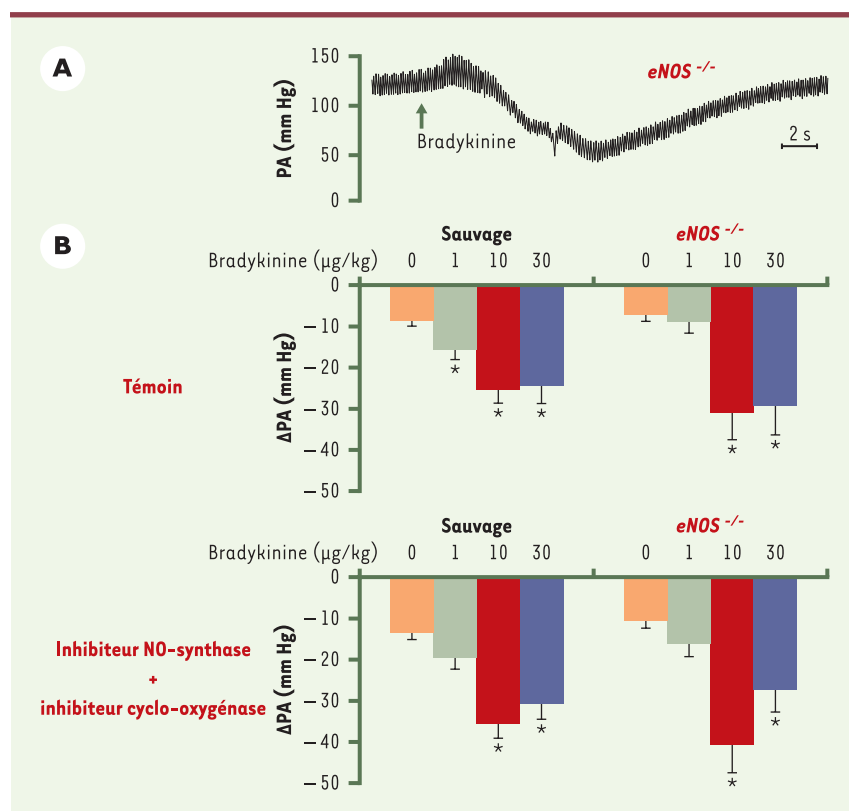 A
150
100
50
0
PA (mm Hg)
eNOS -/-
Bradykinine
2 s
B
Sauvage eNOS -/-
Bradykinine (µg/kg) 0 1 10 30 0 1 10 30
0
−10
−20
−30
−40
−50
ΔPA (mm Hg)
Témoin
* * * * *
Sauvage eNOS -/-
Bradykinine (µg/kg) 0 1 10 30 0 1 10 30
0
−10
−20
−30
−40
−50
ΔPA (mm Hg)
Inhibiteur NO-synthase
+
inhibiteur cyclo-oxygénase
* * * *